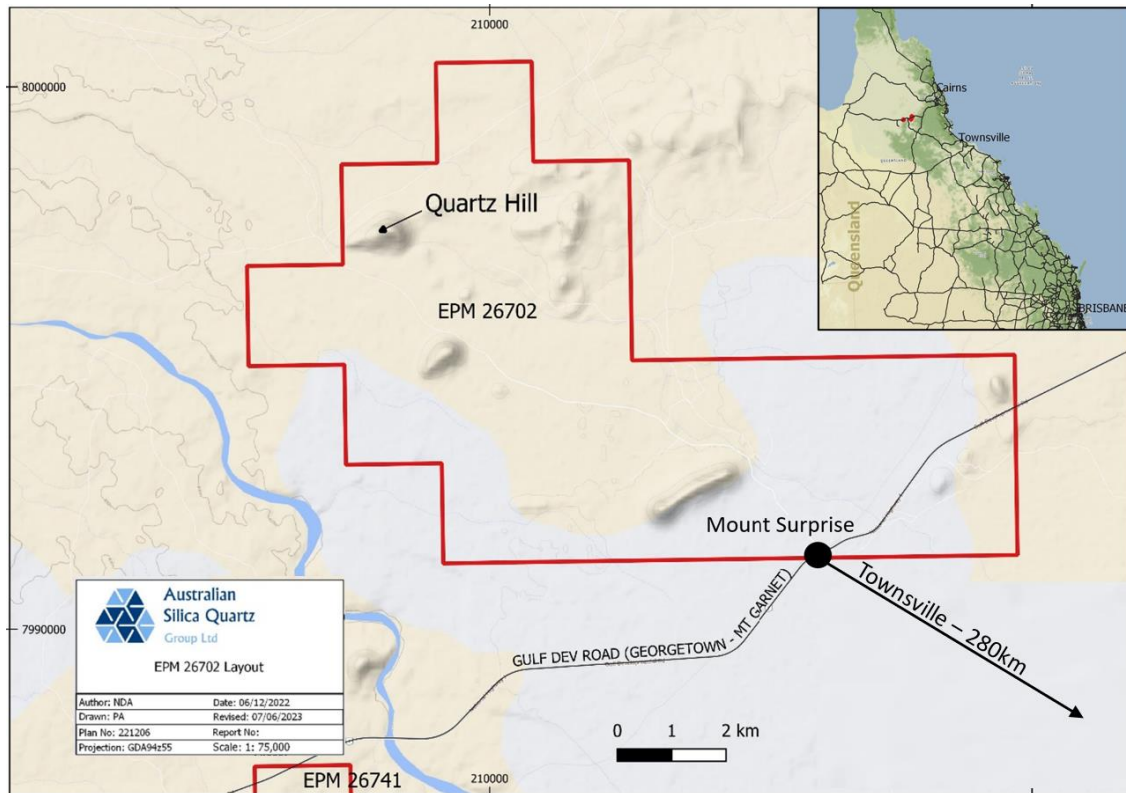 210000
8000000
Cairns
Townsville
Queensland
BRISBANE
Quartz Hill
EPM 26702
Mount Surprise
Townsville – 280km
GULF DEV ROAD (GEORGETOWN - MT GARNET)
7990000
Australian
Silica Quartz
Group Ltd
EPM 26702 Layout
Author: NDA Date: 06/12/2022
Drawn: PA Revised: 07/06/2023
Plan No: 221206 Report No:
Projection: GDA94z55 Scale: 1: 75,000
0 1 2 km
EPM 26741
210000